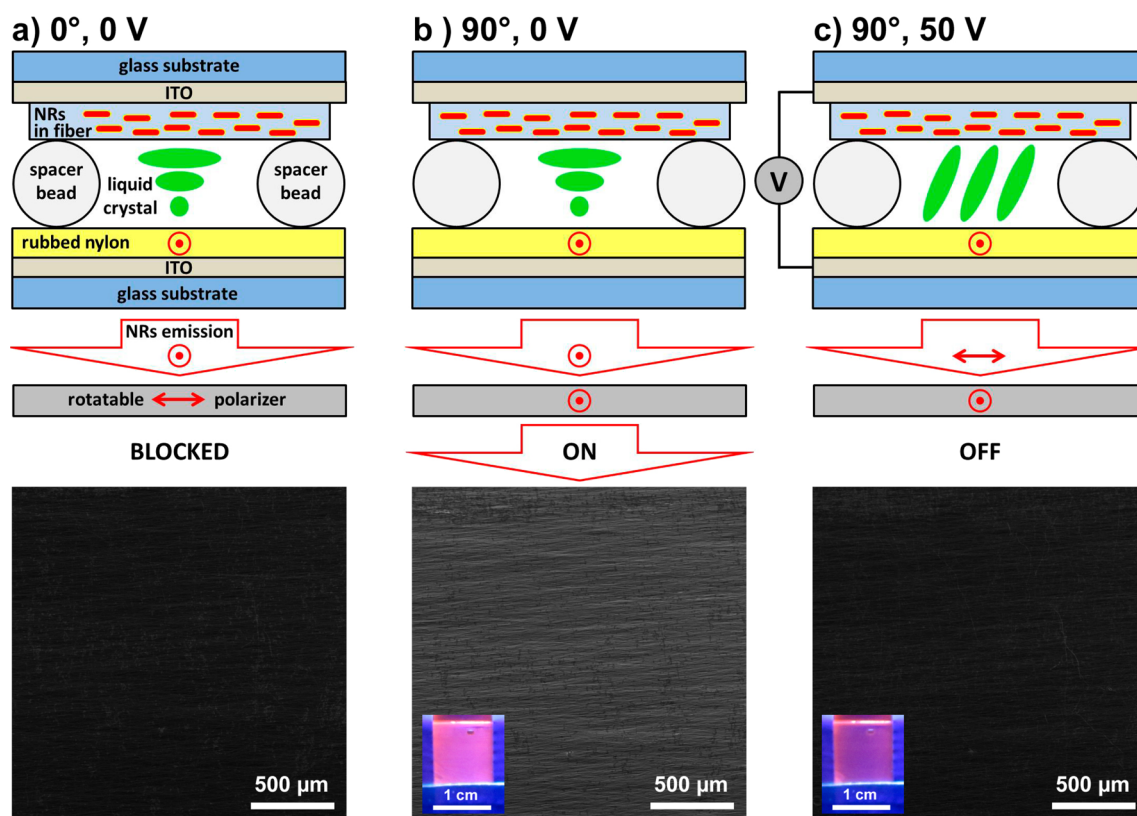 a) 0°, 0 V
b ) 90°, 0 V
c) 90°, 50 V
glass substrate
ITO
NRs
in fiber
spacer
bead
liquid
crystal
spacer
bead
V
rubbed nylon
ITO
glass substrate
NRs emission
rotatable
polarizer
BLOCKED
ON
OFF
500 µm
1 cm
500 µm
1 cm
500 µm